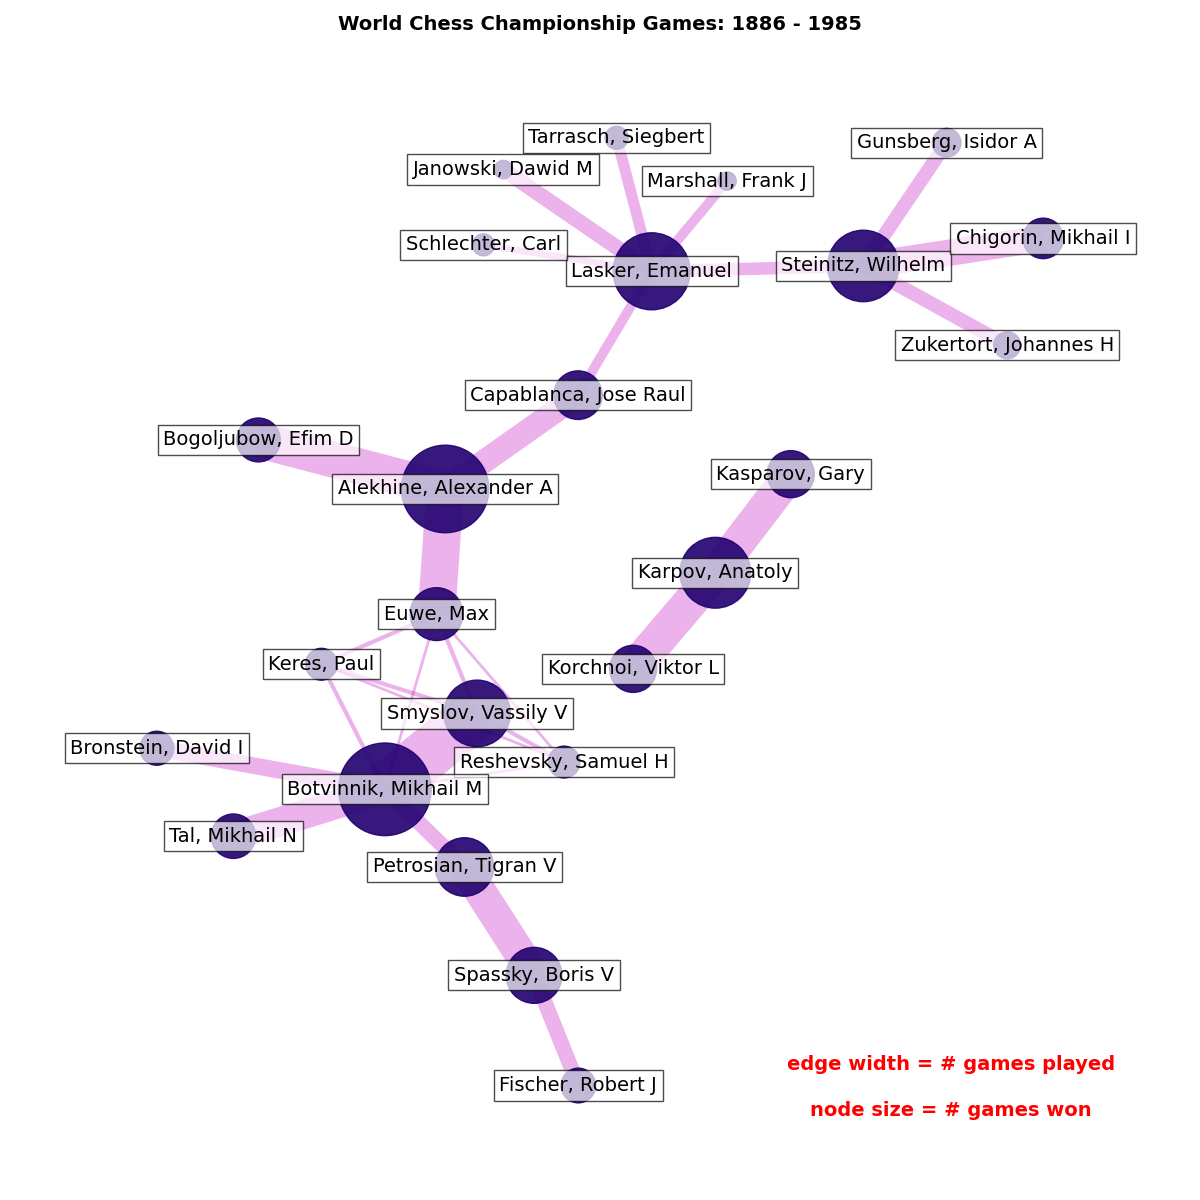 World Chess Championship Games: 1886 - 1985
Tarrasch, Siegbert
Gunsberg, Isidor A
Janowski, Dawid M
Marshall, Frank J
Chigorin, Mikhail I
Schlechter, Carl
Lasker, Emanuel
Steinitz, Wilhelm
Zukertort, Johannes H
Capablanca, Jose Raul
Bogoljubow, Efim D
Kasparov, Gary
Alekhine, Alexander A
Karpov, Anatoly
Euwe, Max
Keres, Paul
Korchnoi, Viktor L
Smyslov, Vassily V
Bronstein, David I
Reshevsky, Samuel H
Botvinnik, Mikhail M
Tal, Mikhail N
Petrosian, Tigran V
Spassky, Boris V
Fischer, Robert J
edge width = # games played
node size = # games won